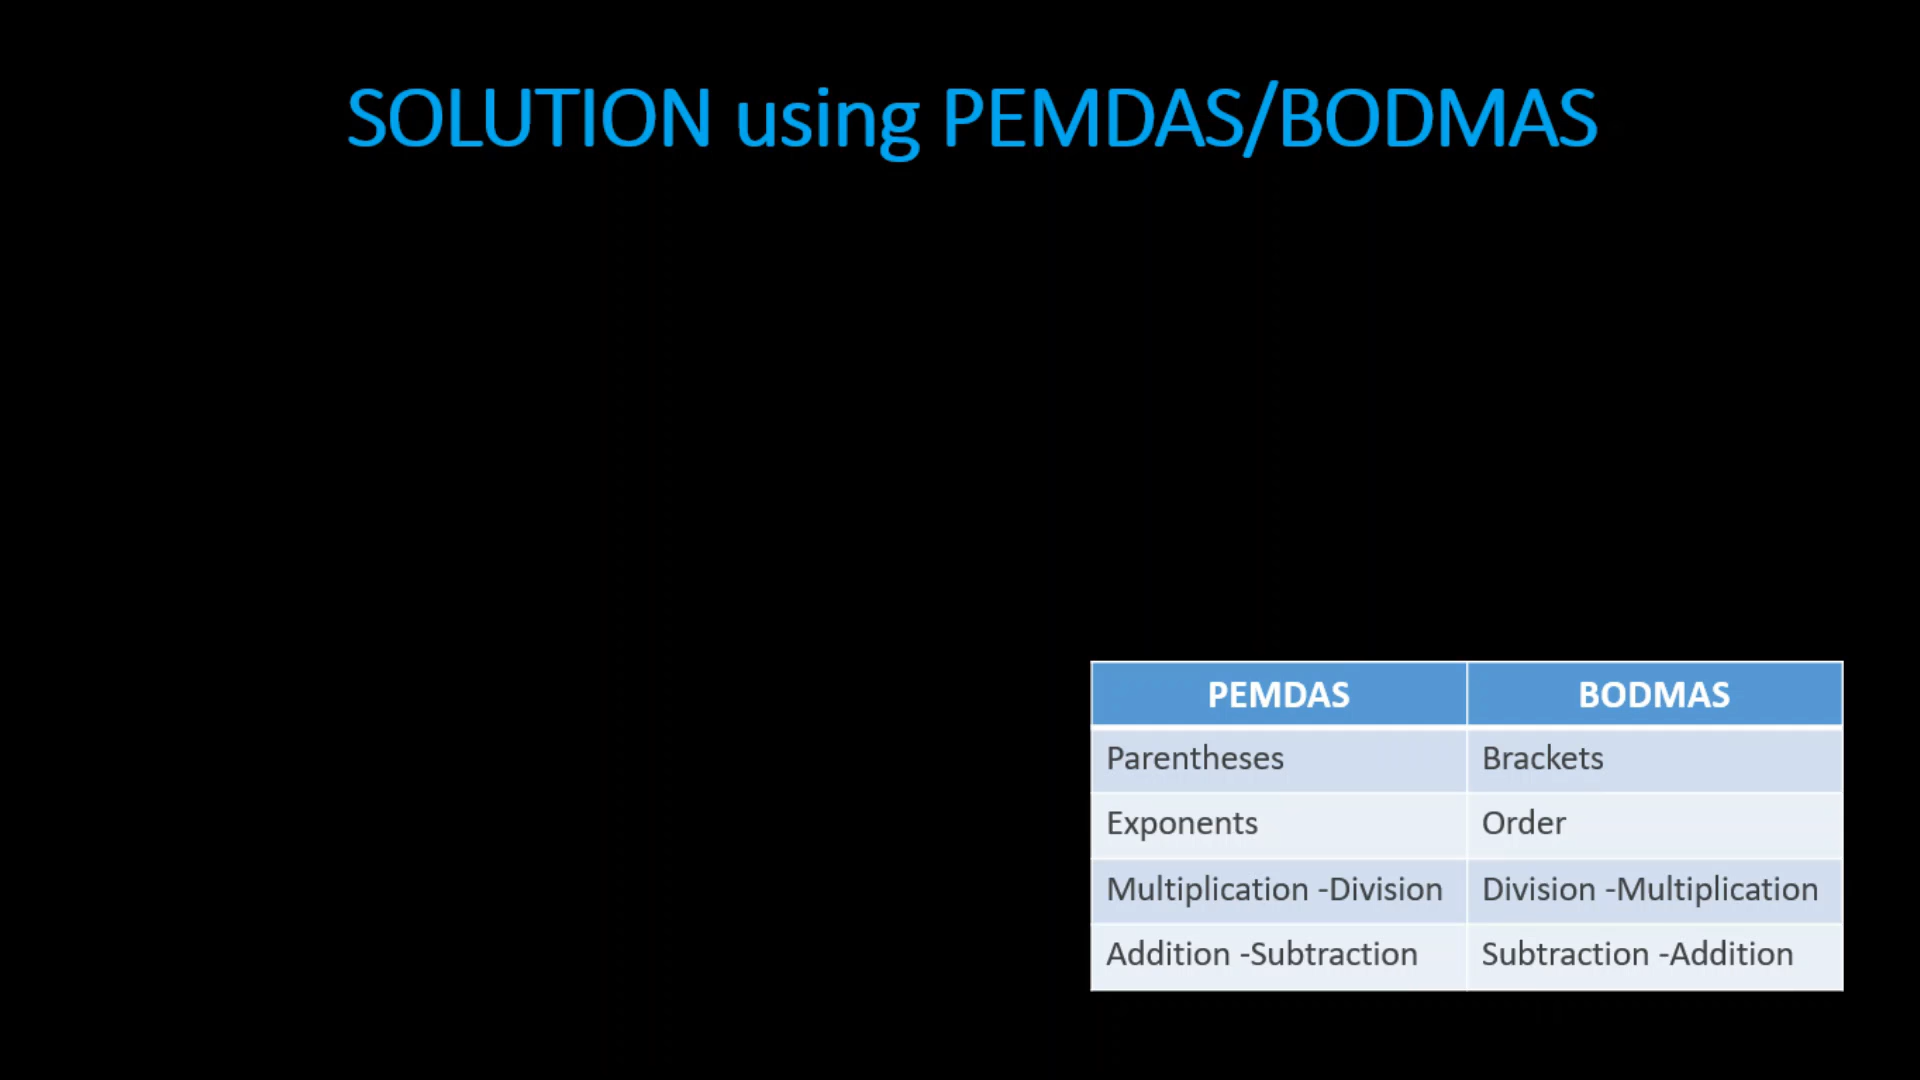 SOLUTION using PEMDAS/BODMAS
PEMDAS BODMAS
Parentheses Brackets
Exponents Order
Multiplication -Division Division -Multiplication
Addition -Subtraction Subtraction -Addition